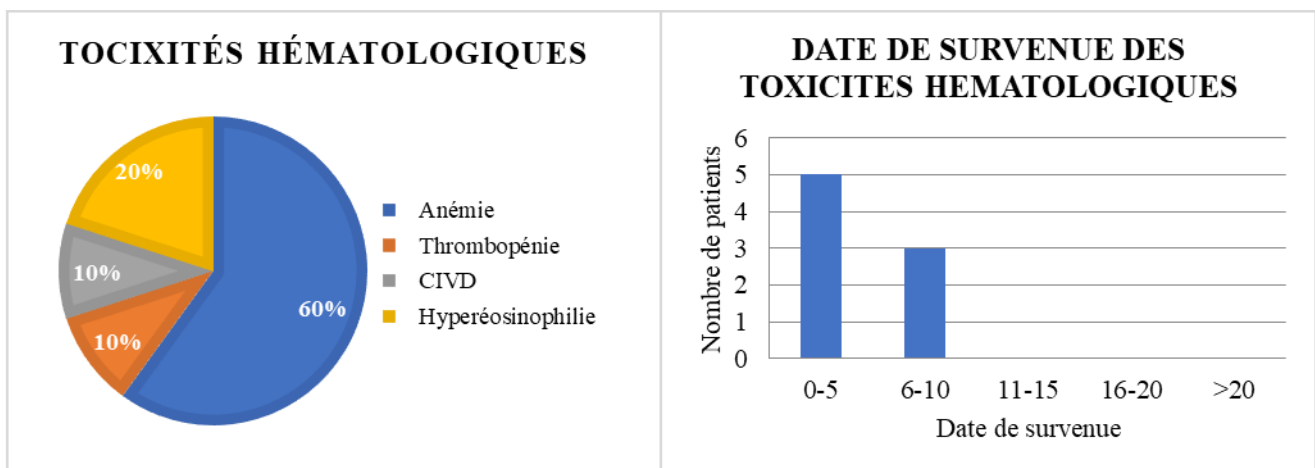 TOCIXITÉS HÉMATOLOGIQUES
20%
10%
10%
60%
Anémie
Thrombopénie
CIVD
Hyperéosinophilie
DATE DE SURVENUE DES
TOXICITES HEMATOLOGIQUES
Nombre de patients
6
5
4
3
2
1
0
0-5 6-10 11-15 16-20 >20
Date de survenue